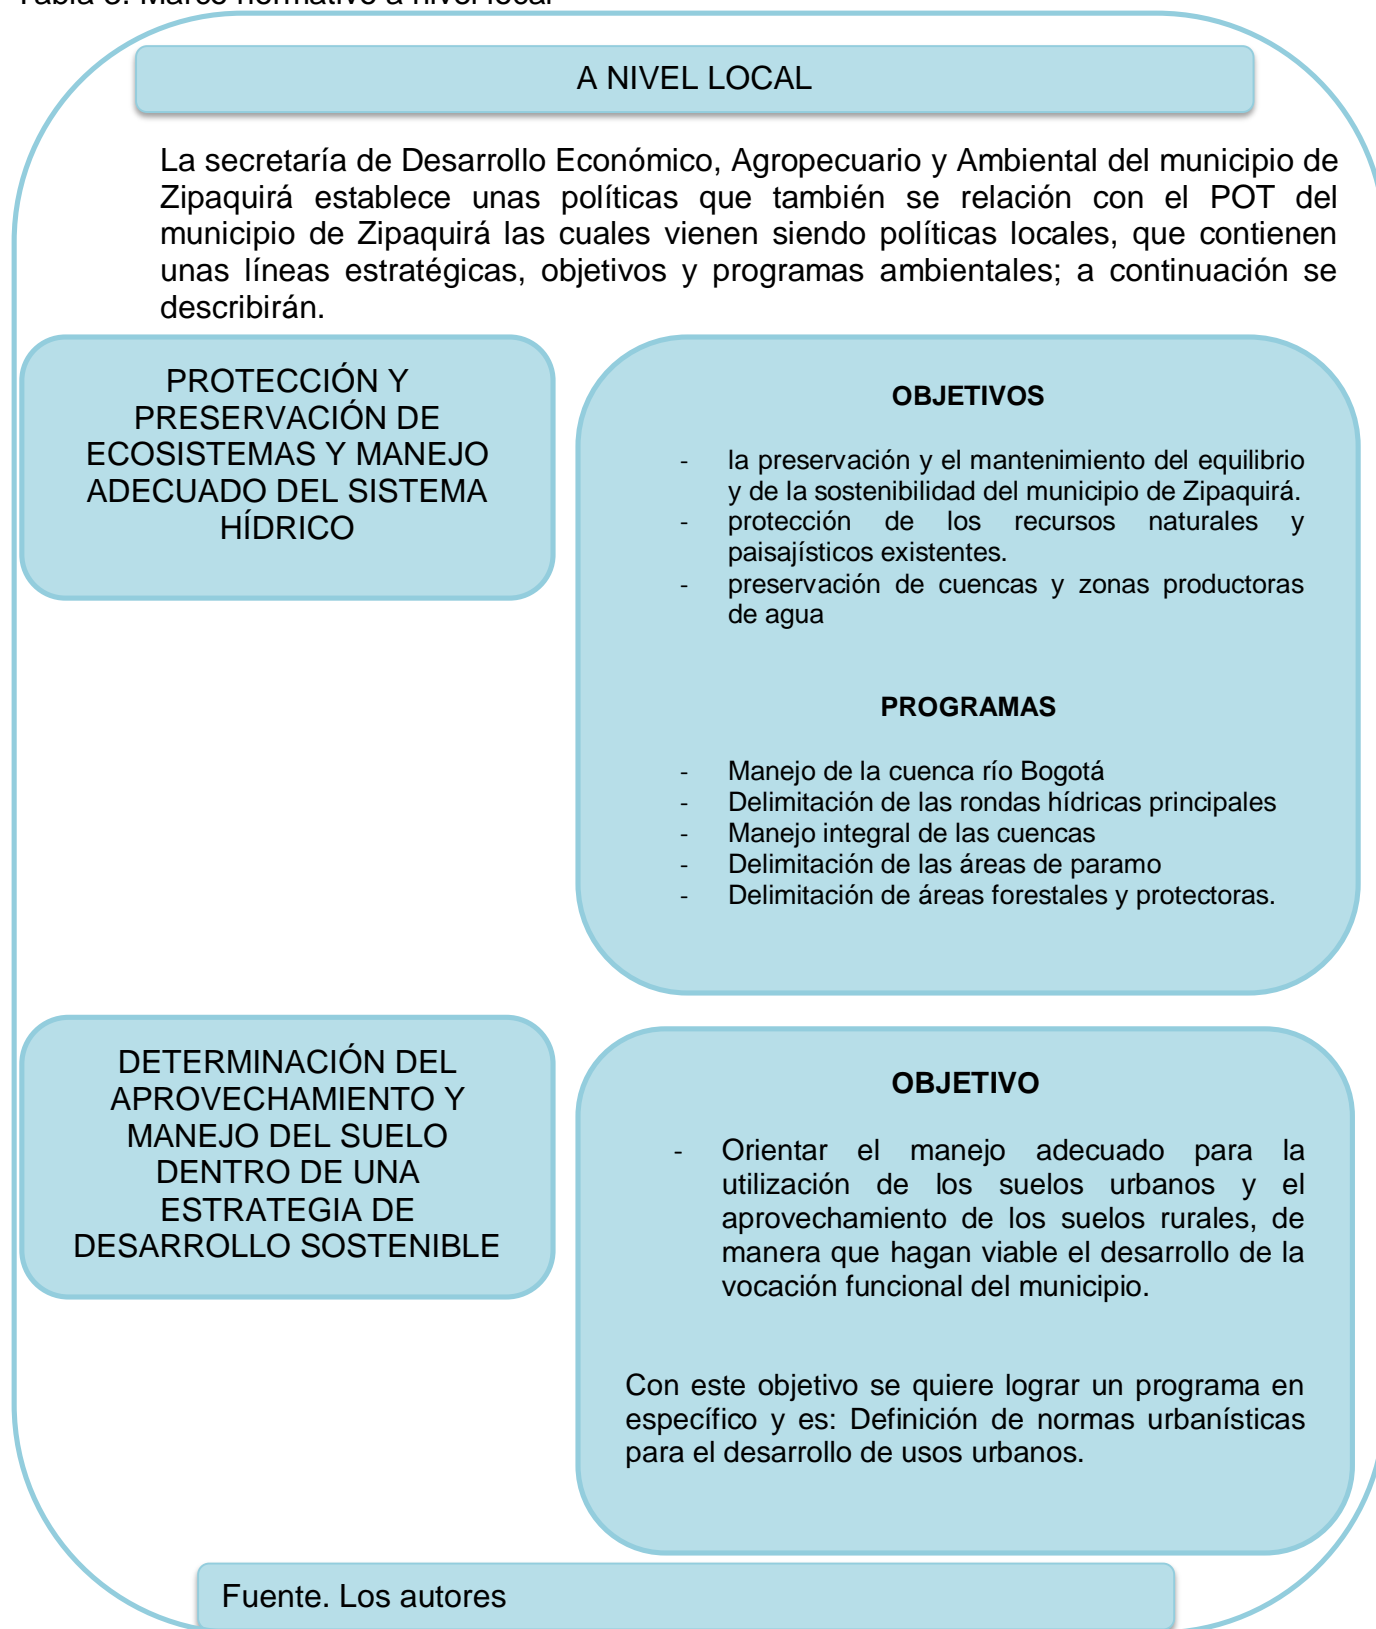 Tabla 8. Marco normativo a nivel local
A NIVEL LOCAL
La secretaría de Desarrollo Económico, Agropecuario y Ambiental del municipio de
Zipaquirá establece unas políticas que también se relación con el POT del
municipio de Zipaquirá las cuales vienen siendo políticas locales, que contienen
unas líneas estratégicas, objetivos y programas ambientales; a continuación se
describirán.
PROTECCIÓN Y
PRESERVACIÓN DE
ECOSISTEMAS Y MANEJO
ADECUADO DEL SISTEMA
HÍDRICO
OBJETIVOS
- la preservación y el mantenimiento del equilibrio
y de la sostenibilidad del municipio de Zipaquirá.
- protección de los recursos naturales y
paisajísticos existentes.
- preservación de cuencas y zonas productoras
de agua
PROGRAMAS
- Manejo de la cuenca río Bogotá
- Delimitación de las rondas hídricas principales
- Manejo integral de las cuencas
- Delimitación de las áreas de paramo
- Delimitación de áreas forestales y protectoras.
DETERMINACIÓN DEL
APROVECHAMIENTO Y
MANEJO DEL SUELO
DENTRO DE UNA
ESTRATEGIA DE
DESARROLLO SOSTENIBLE
OBJETIVO
- Orientar el manejo adecuado para la
utilización de los suelos urbanos y el
aprovechamiento de los suelos rurales, de
manera que hagan viable el desarrollo de la
vocación funcional del municipio.
Con este objetivo se quiere lograr un programa en
específico y es: Definición de normas urbanísticas
para el desarrollo de usos urbanos.
Fuente. Los autores